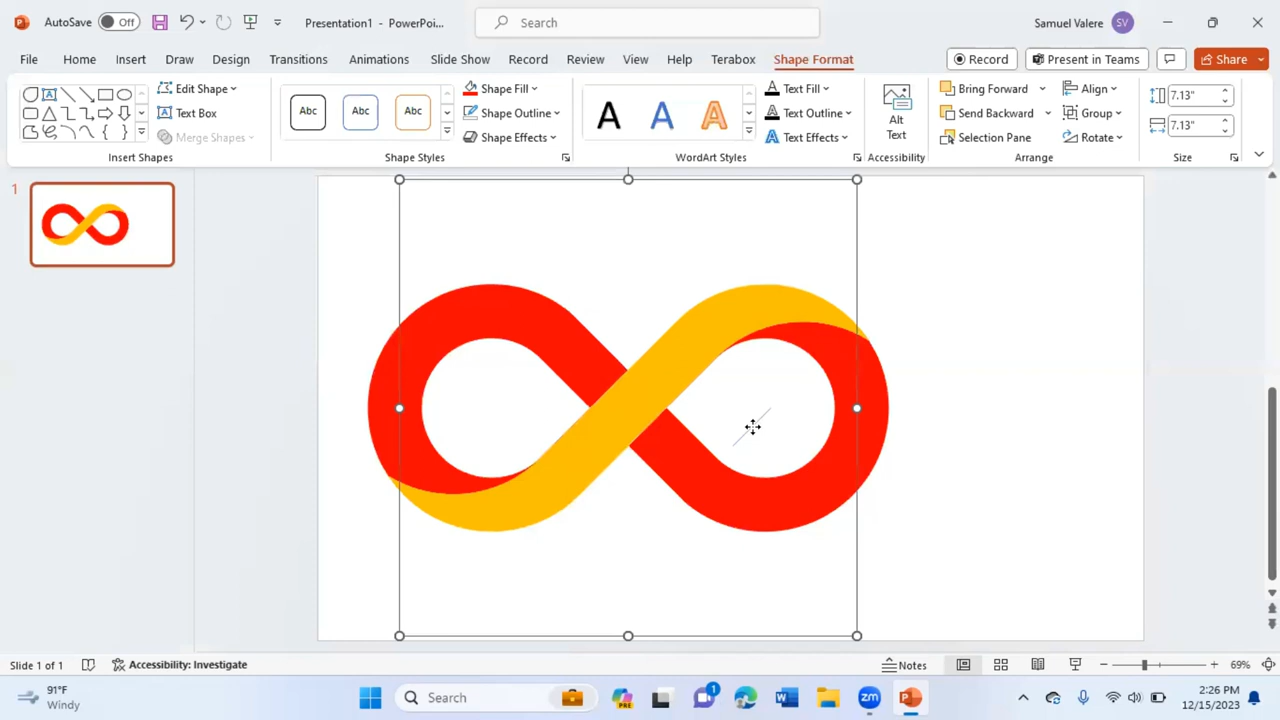 AutoSave Off Presentation1 - PowerPoi... Search Samuel Valere SV
File Home Insert Draw Design Transitions Animations Slide Show Record Review View Help Terabox Shape Format Record Present in Teams Share
Edit Shape Abc Abc Abc Shape Fill A A A Text Fill Bring Forward Align 7.13"
Text Box Shape Outline Text Outline Alt Text Send Backward Group 7.13"
Merge Shapes Shape Effects Text Effects Selection Pane Rotate
Insert Shapes Shape Styles WordArt Styles Accessibility Arrange Size
1
Slide 1 of 1 Accessibility: Investigate Notes 69%
91°F Search PRE 1 zm 2:26 PM
Windy 12/15/2023